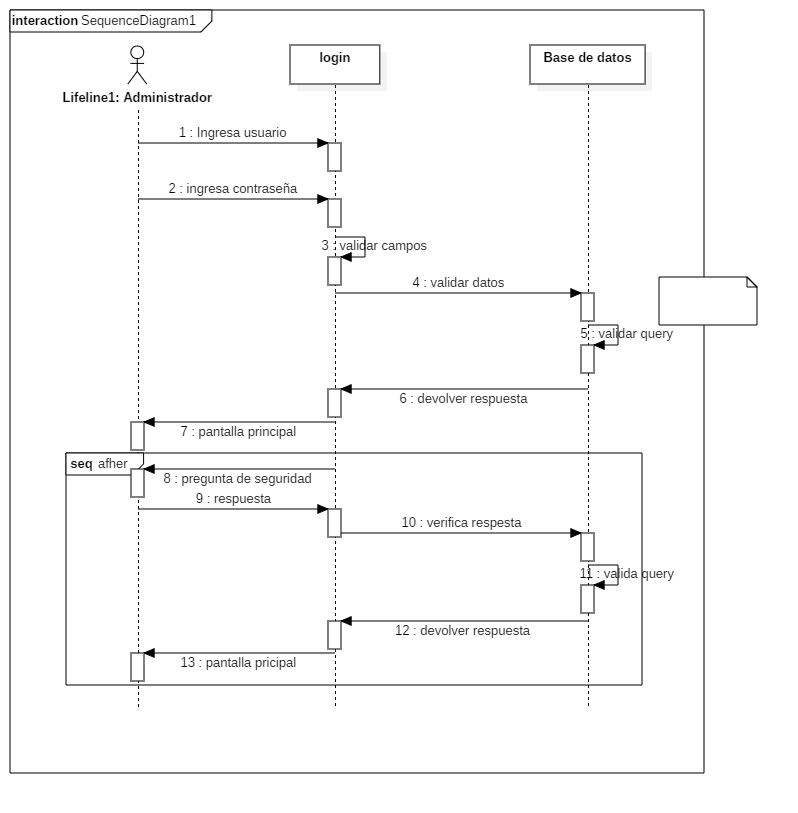 interaction SequenceDiagram1
login
Base de datos
Lifeline1: Administrador
1 : Ingresa usuario
2 : ingresa contraseña
3 : validar campos
4 : validar datos
5 : validar query
6 : devolver respuesta
7 : pantalla principal
seq afher
8 : pregunta de seguridad
9 : respuesta
10 : verifica respesta
11 : valida query
12 : devolver respuesta
13 : pantalla pricipal